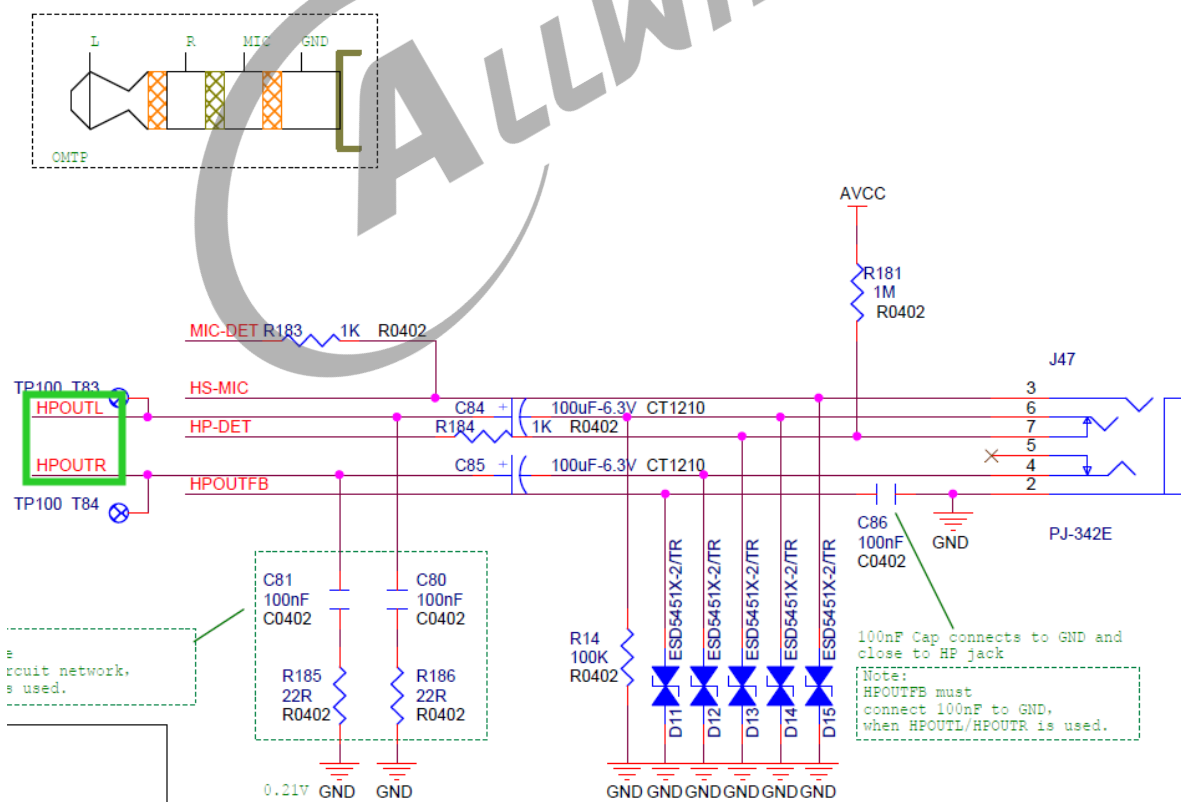 ALLWI
L R MIC GND
OMTP
AVCC
R181
1M
R0402
MIC-DET R183 1K R0402
J47
TP100 T83
HS-MIC
3
HPOUTL
C84 + 100uF-6.3V CT1210
6
HP-DET
R184 1K R0402
7
5
HPOUTR
C85 + 100uF-6.3V CT1210
4
HPOUTFB
2
TP100 T84
C86
100nF
C0402
GND
PJ-342E
C81
100nF
C0402
C80
100nF
C0402
R185
22R
R0402
R186
22R
R0402
R14
100K
R0402
ESD5451X-2/TR
ESD5451X-2/TR
ESD5451X-2/TR
ESD5451X-2/TR
ESD5451X-2/TR
D11
D12
D13
D14
D15
100nF Cap connects to GND and
close to HP jack
Note:
HPOUTFB must
connect 100nF to GND,
when HPOUTL/HPOUTR is used.
e
rcuit network,
s used.
0.21V GND GND
GND GND GND GND GND GND